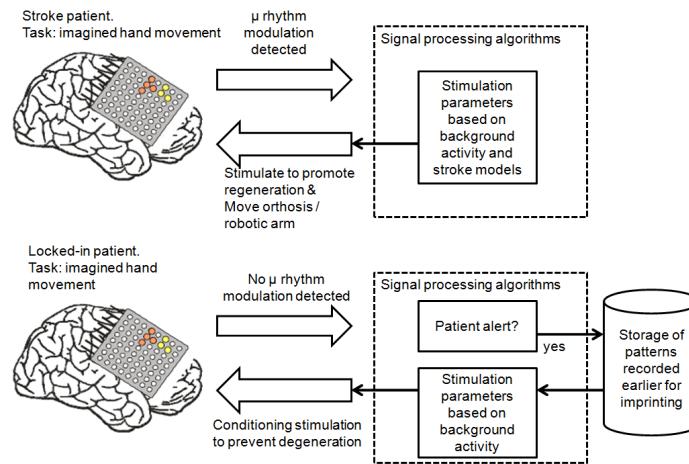 Stroke patient.
Task: imagined hand movement
μ rhythm
modulation
detected
Signal processing algorithms
Stimulation
parameters
based on
background
activity and
stroke models
Stimulate to promote
regeneration &
Move orthosis /
robotic arm
Locked-in patient.
Task: imagined hand
movement
No μ rhythm
modulation detected
Signal processing algorithms
Patient alert?
yes
Storage of
patterns
recorded
earlier for
imprinting
Stimulation
parameters
based on
background
activity
Conditioning stimulation
to prevent degeneration